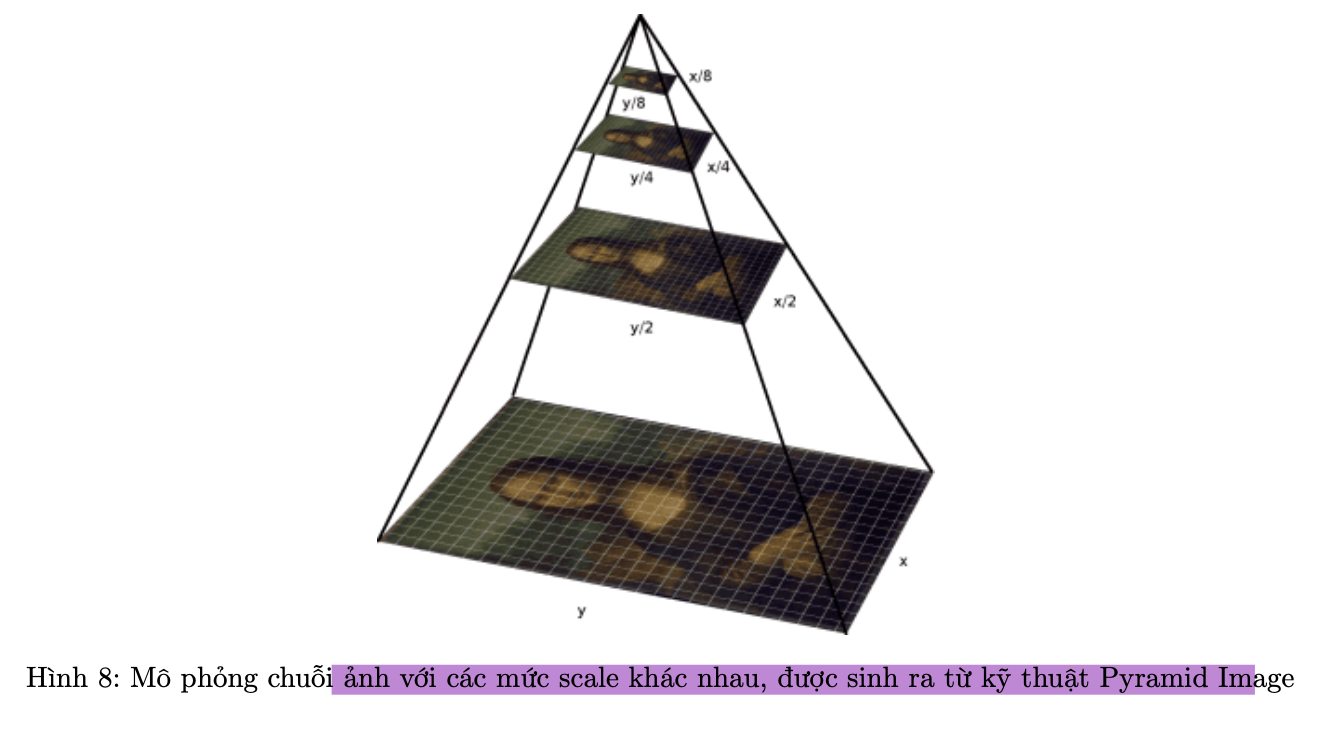 x/8
y/8
x/4
y/4
x/2
y/2
x
y
Hình 8: Mô phỏng chuỗi ảnh với các mức scale khác nhau, được sinh ra từ kỹ thuật Pyramid Image